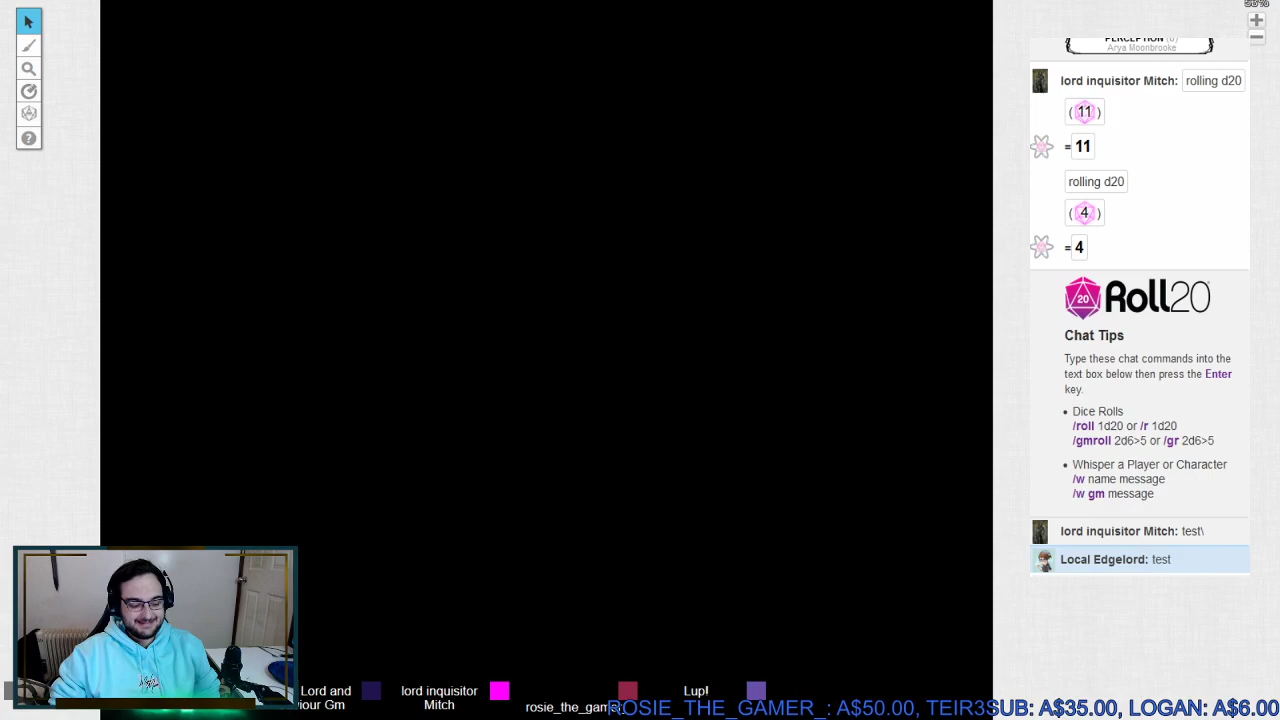 56%
PERCEPTION (8)
Arya Moonbrooke
lord inquisitor Mitch: rolling d20
(11)
=11
rolling d20
(4)
=4
20 Roll20
Chat Tips
Type these chat commands into the
text box below then press the Enter
key.
• Dice Rolls
/roll 1d20 or /r 1d20
/gmroll 2d6>5 or /gr 2d6>5
• Whisper a Player or Character
/w name message
/w gm message
lord inquisitor Mitch: test\
Local Edgelord: test
Lord and
viour Gm
lord inquisitor
Mitch
rosie_the_gam
Lup!
ROSIE_THE_GAMER_: A$50.00, TEIR3SUB: A$35.00, LOGAN: A$6.00